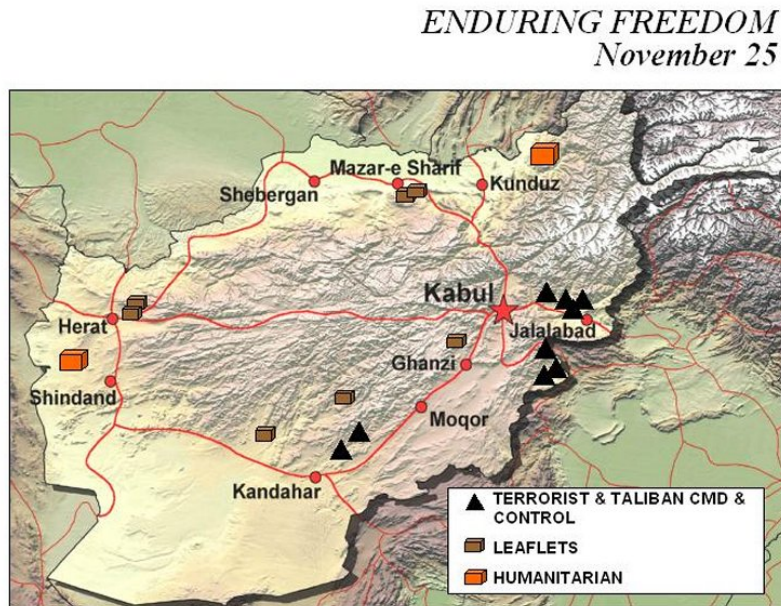 ENDURING FREEDOM
November 25
Mazar-e Sharif
Shebergan
Kunduz
Kabul
Herat
Jalalabad
Ghanzi
Shindand
Moqor
Kandahar
TERRORIST & TALIBAN CMD &
CONTROL
LEAFLETS
HUMANITARIAN